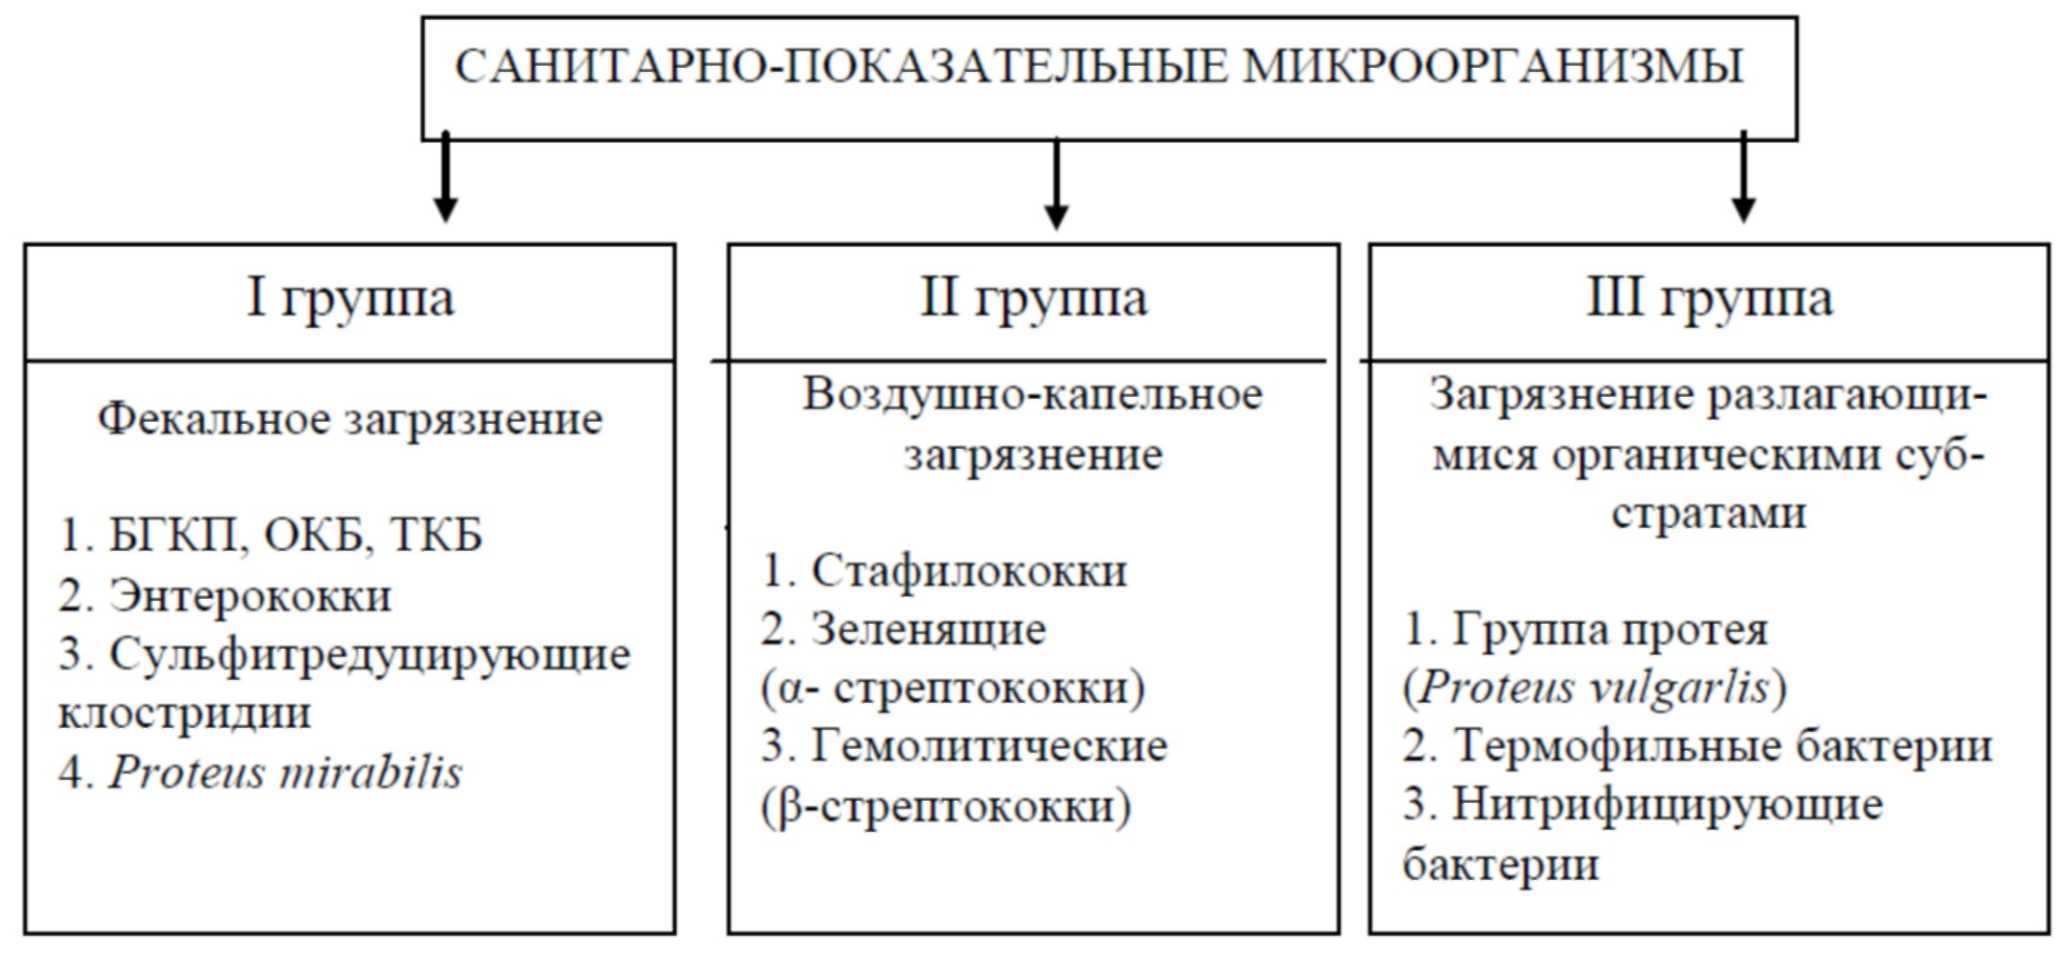 САНИТАРНО-ПОКАЗАТЕЛЬНЫЕ МИКРООРГАНИЗМЫ
I группа
Фекальное загрязнение
1. БГКП, ОКБ, ТКБ
2. Энтерококки
3. Сульфитредуцирующие
клостридии
4. Proteus mirabilis
II группа
Воздушно-капельное
загрязнение
1. Стафилококки
2. Зеленящие
(α- стрептококки)
3. Гемолитические
(β-стрептококки)
III группа
Загрязнение разлагающи-
мися органическими суб-
стратами
1. Группа протея
(Proteus vulgarlis)
2. Термофильные бактерии
3. Нитрифицирующие
бактерии